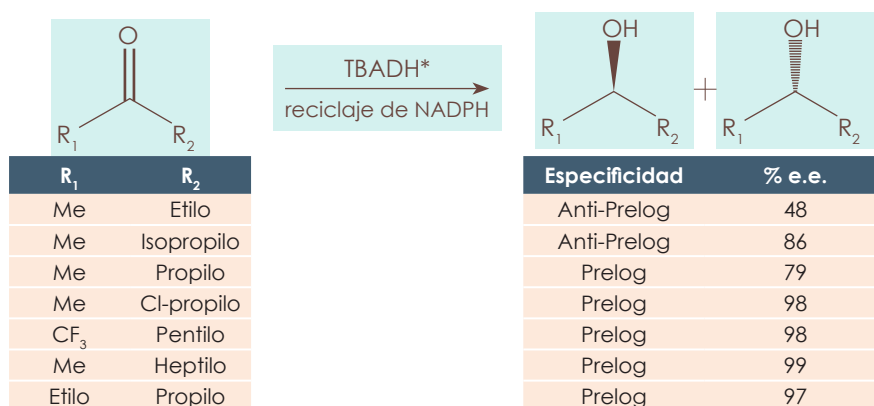 O
R₁
R₂
TBADH*
reciclaje de NADPH
OH
R₁
R₂
+
OH
R₁
R₂
R₁ R₂ Especificidad % e.e.
Me Etilo Anti-Prelog 48
Me Isopropilo Anti-Prelog 86
Me Propilo Prelog 79
Me Cl-propilo Prelog 98
CF₃ Pentilo Prelog 98
Me Heptilo Prelog 99
Etilo Propilo Prelog 97